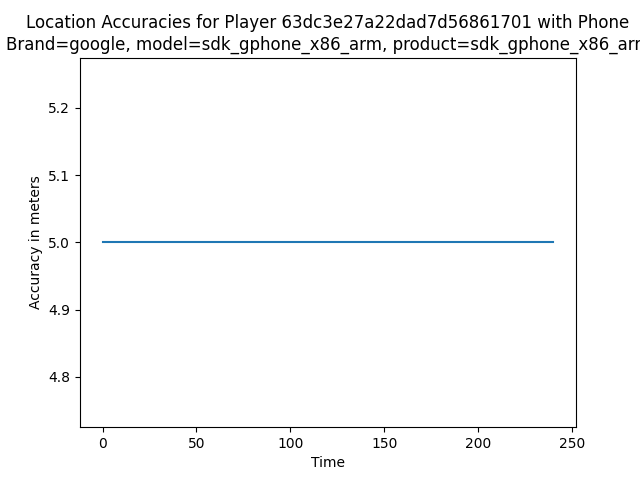 Location Accuracies for Player 63dc3e27a22dad7d56861701 with Phone
Brand=google, model=sdk_gphone_x86_arm, product=sdk_gphone_x86_arm
5.2
5.1
5.0
4.9
4.8
Accuracy in meters
0 50 100 150 200 250
Time